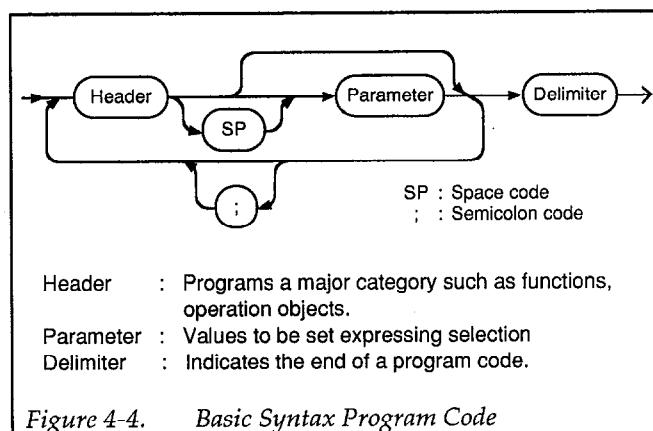 Header
Parameter
Delimiter
SP
;
SP : Space code
; : Semicolon code
Header : Programs a major category such as functions,
operation objects.
Parameter : Values to be set expressing selection
Delimiter : Indicates the end of a program code.
Figure 4-4. Basic Syntax Program Code